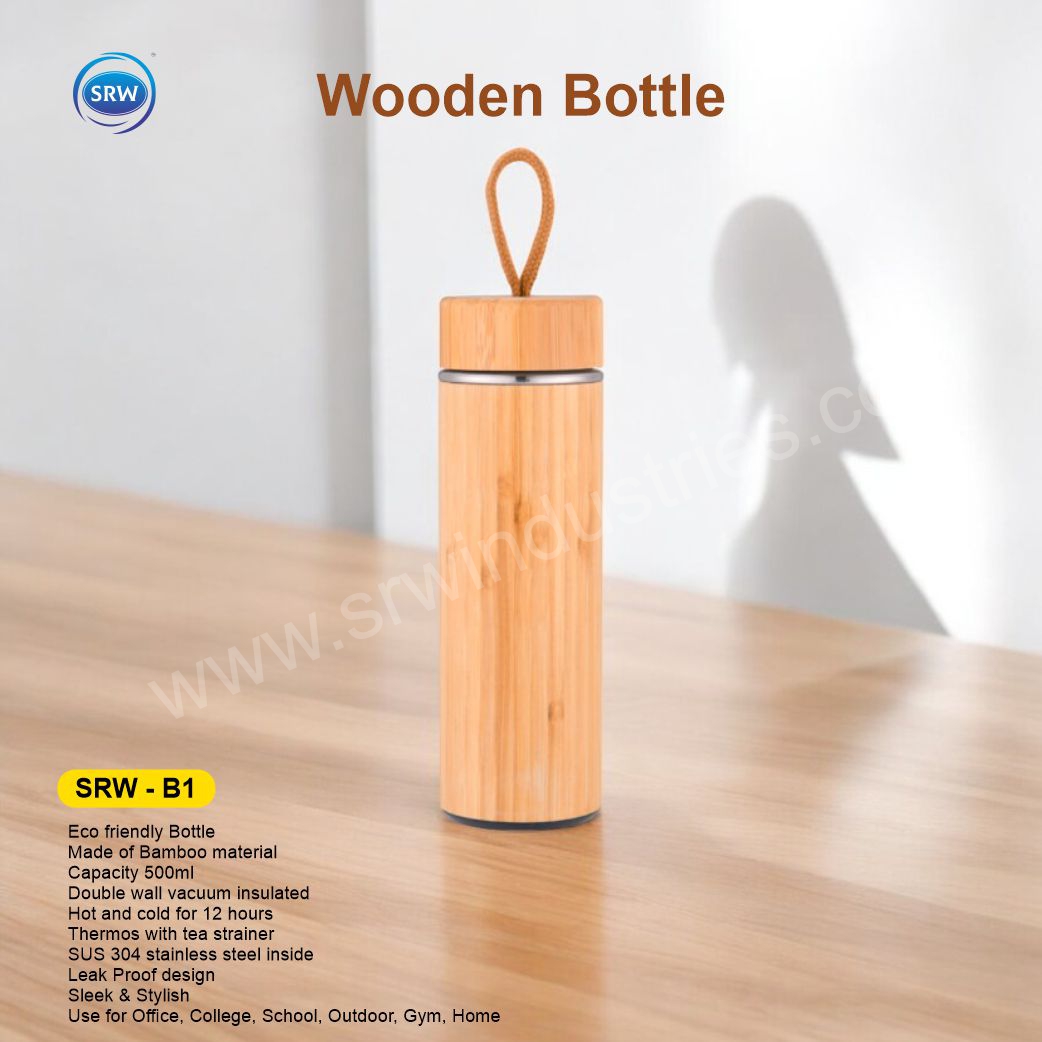 SRW
Wooden Bottle
www.srwindustries.co
SRW - B1
Eco friendly Bottle
Made of Bamboo material
Capacity 500ml
Double wall vacuum insulated
Hot and cold for 12 hours
Thermos with tea strainer
SUS 304 stainless steel inside
Leak Proof design
Sleek & Stylish
Use for Office, College, School, Outdoor, Gym, Home